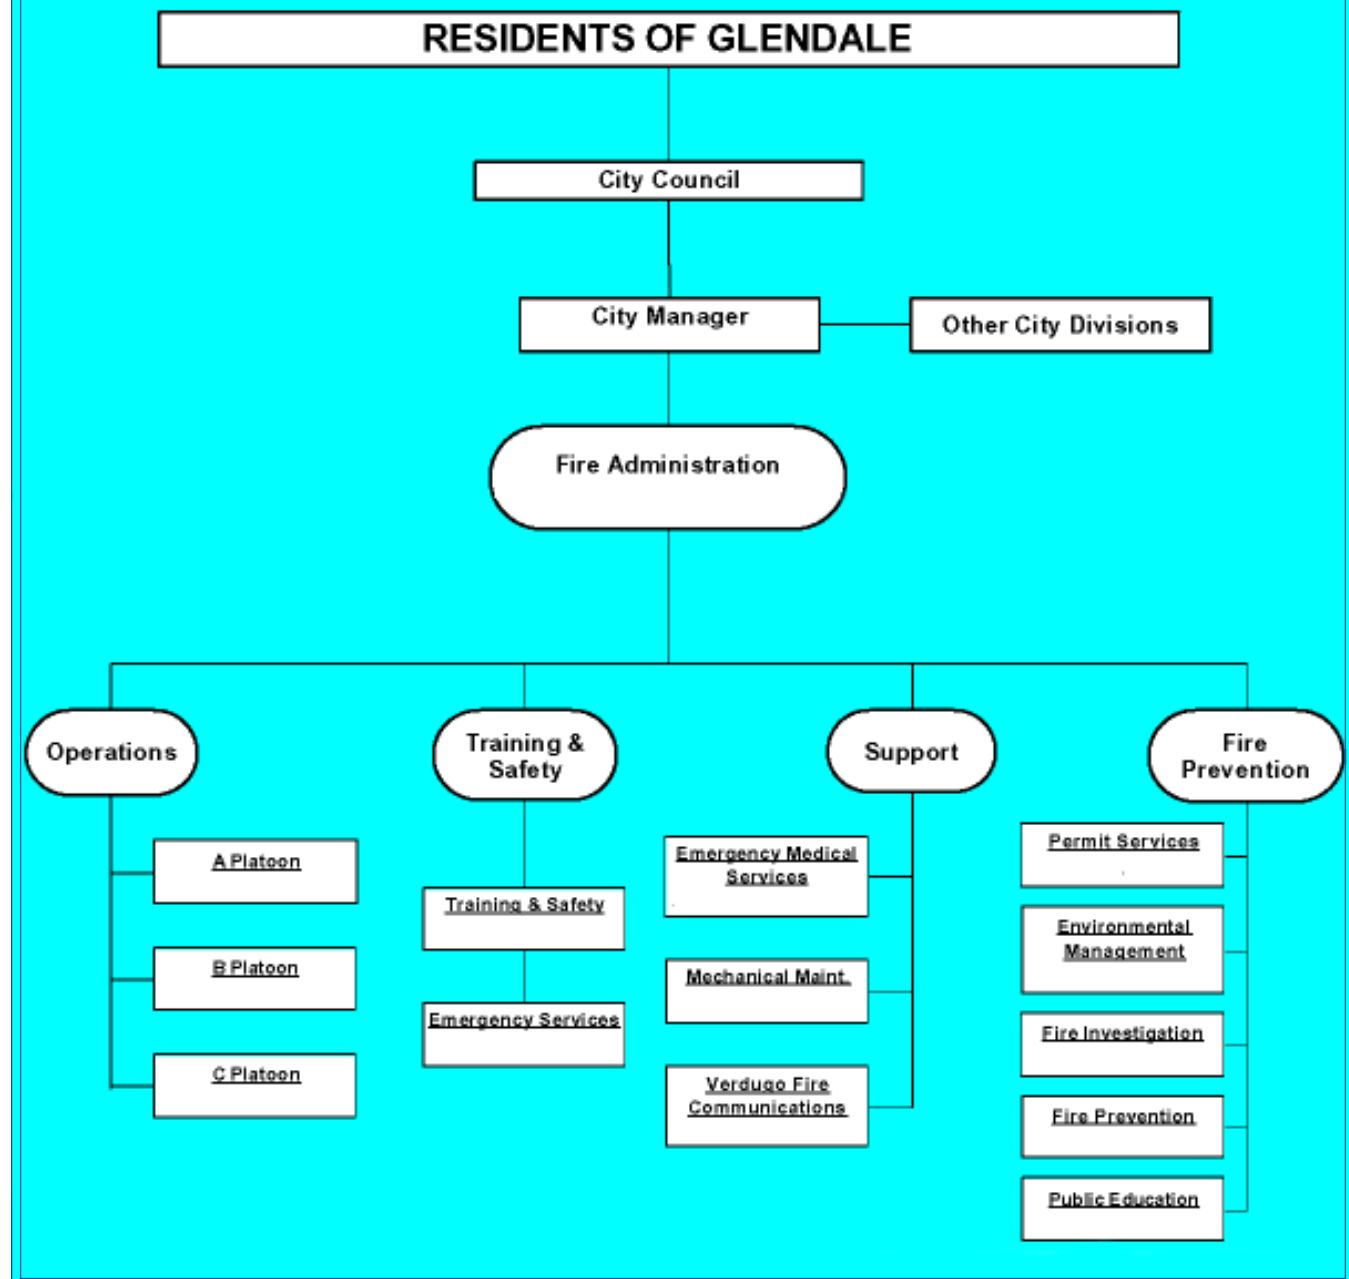 RESIDENTS OF GLENDALE
City Council
City Manager
Other City Divisions
Fire Administration
Operations
A Platoon
B Platoon
C Platoon
Training &
Safety
Training & Safety
Emergency Services
Support
Emergency Medical
Services
Mechanical Maint.
Verdugo Fire
Communications
Fire
Prevention
Permit Services
Environmental
Management
Fire Investigation
Fire Prevention
Public Education